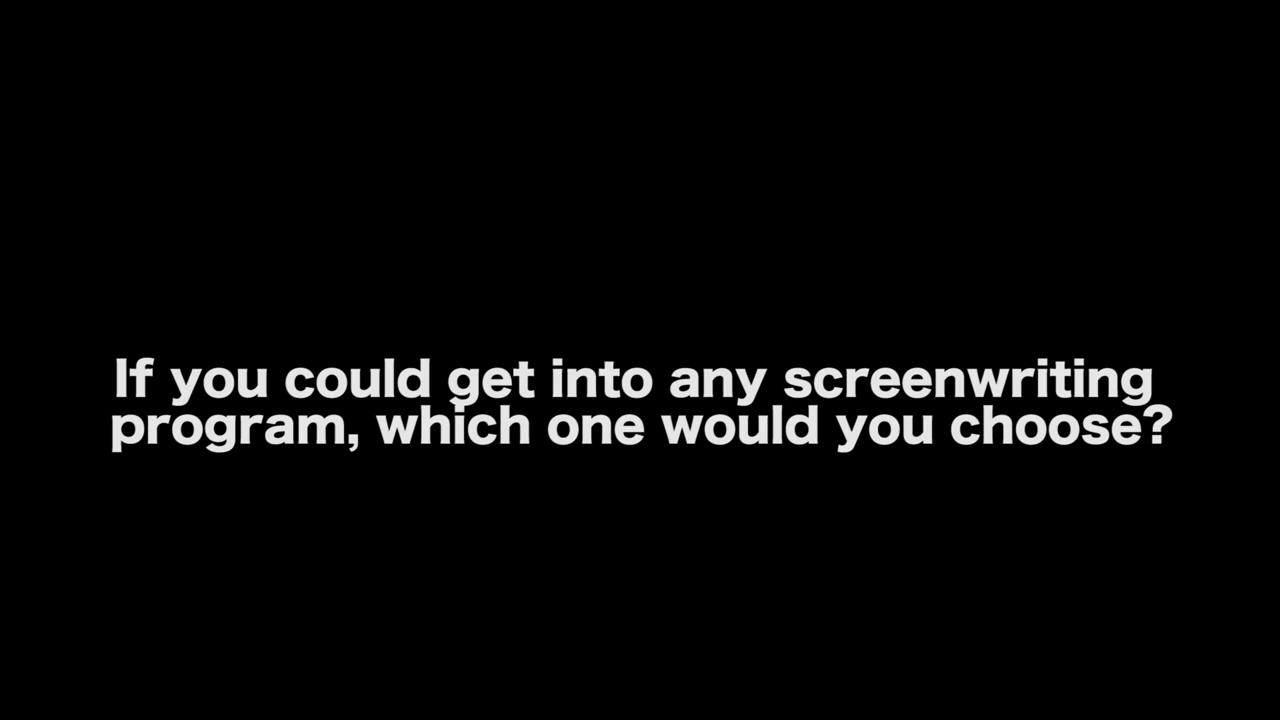 If you could get into any screenwriting
program, which one would you choose?